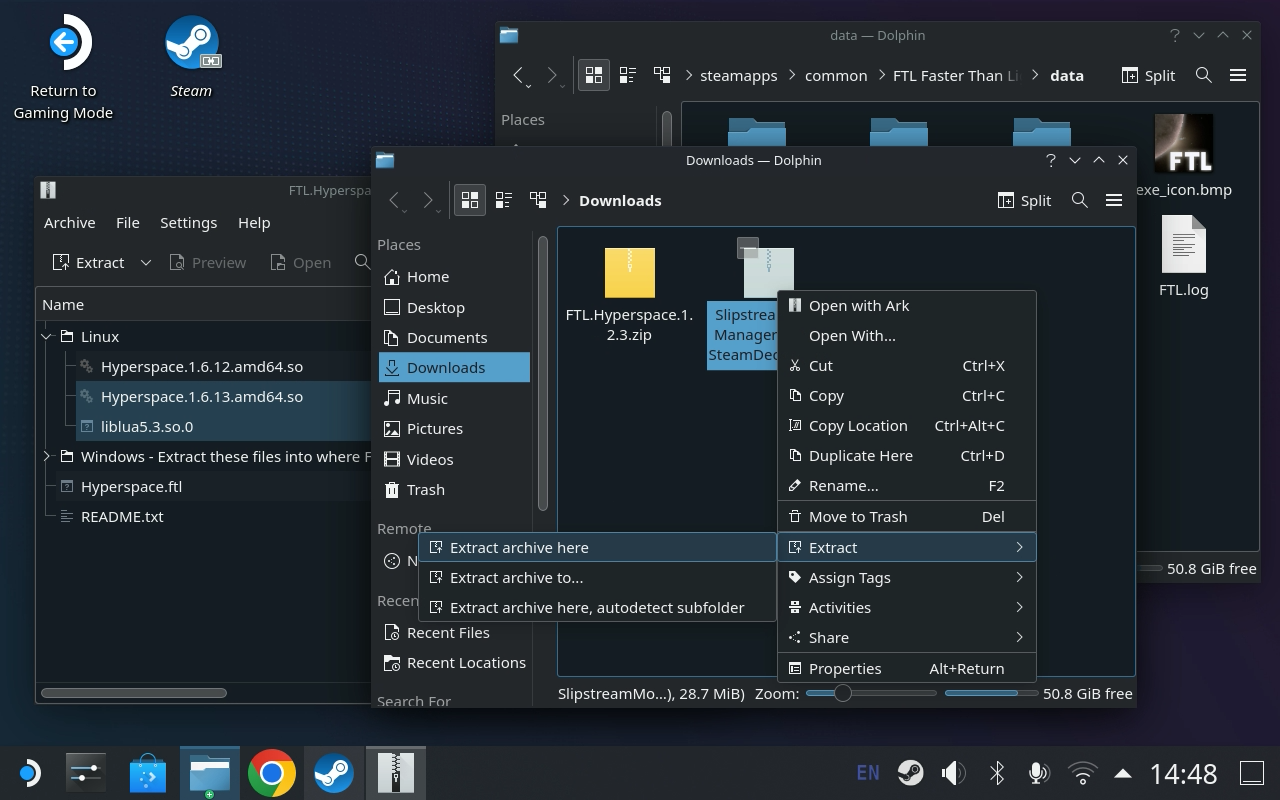 Return to
Gaming Mode
Steam
data — Dolphin
steamapps
common
FTL Faster Than Li
data
Split
Places
exe_icon.bmp
FTL.log
50.8 GiB free
FTL.Hyperspa
Archive
File
Settings
Help
Extract
Preview
Open
Name
Linux
Hyperspace.1.6.12.amd64.so
Hyperspace.1.6.13.amd64.so
liblua5.3.so.0
Windows - Extract these files into where F
Hyperspace.ftl
README.txt
Downloads — Dolphin
Downloads
Split
Places
Home
Desktop
Documents
Downloads
Music
Pictures
Videos
Trash
Remote
N
Recen
Recent Files
Recent Locations
Search For
FTL.Hyperspace.1.
2.3.zip
Slipstrea
Manager
SteamDec
Open with Ark
Open With...
Cut Ctrl+X
Copy Ctrl+C
Copy Location Ctrl+Alt+C
Duplicate Here Ctrl+D
Rename... F2
Move to Trash Del
Extract
Assign Tags
Activities
Share
Properties Alt+Return
Extract archive here
Extract archive to...
Extract archive here, autodetect subfolder
SlipstreamMo...), 28.7 MiB)
Zoom:
50.8 GiB free
EN
14:48
FTL